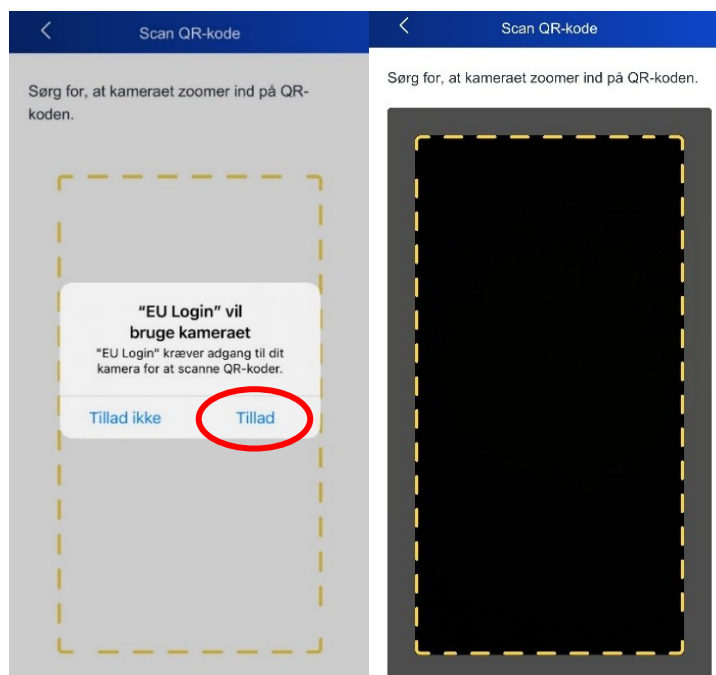 Scan QR-kode
Sørg for, at kameraet zoomer ind på QR-
koden.
"EU Login" vil
bruge kameraet
"EU Login" kræver adgang til dit
kamera for at scanne QR-koder.
Tillad ikke
Tillad
Scan QR-kode
Sørg for, at kameraet zoomer ind på QR-koden.